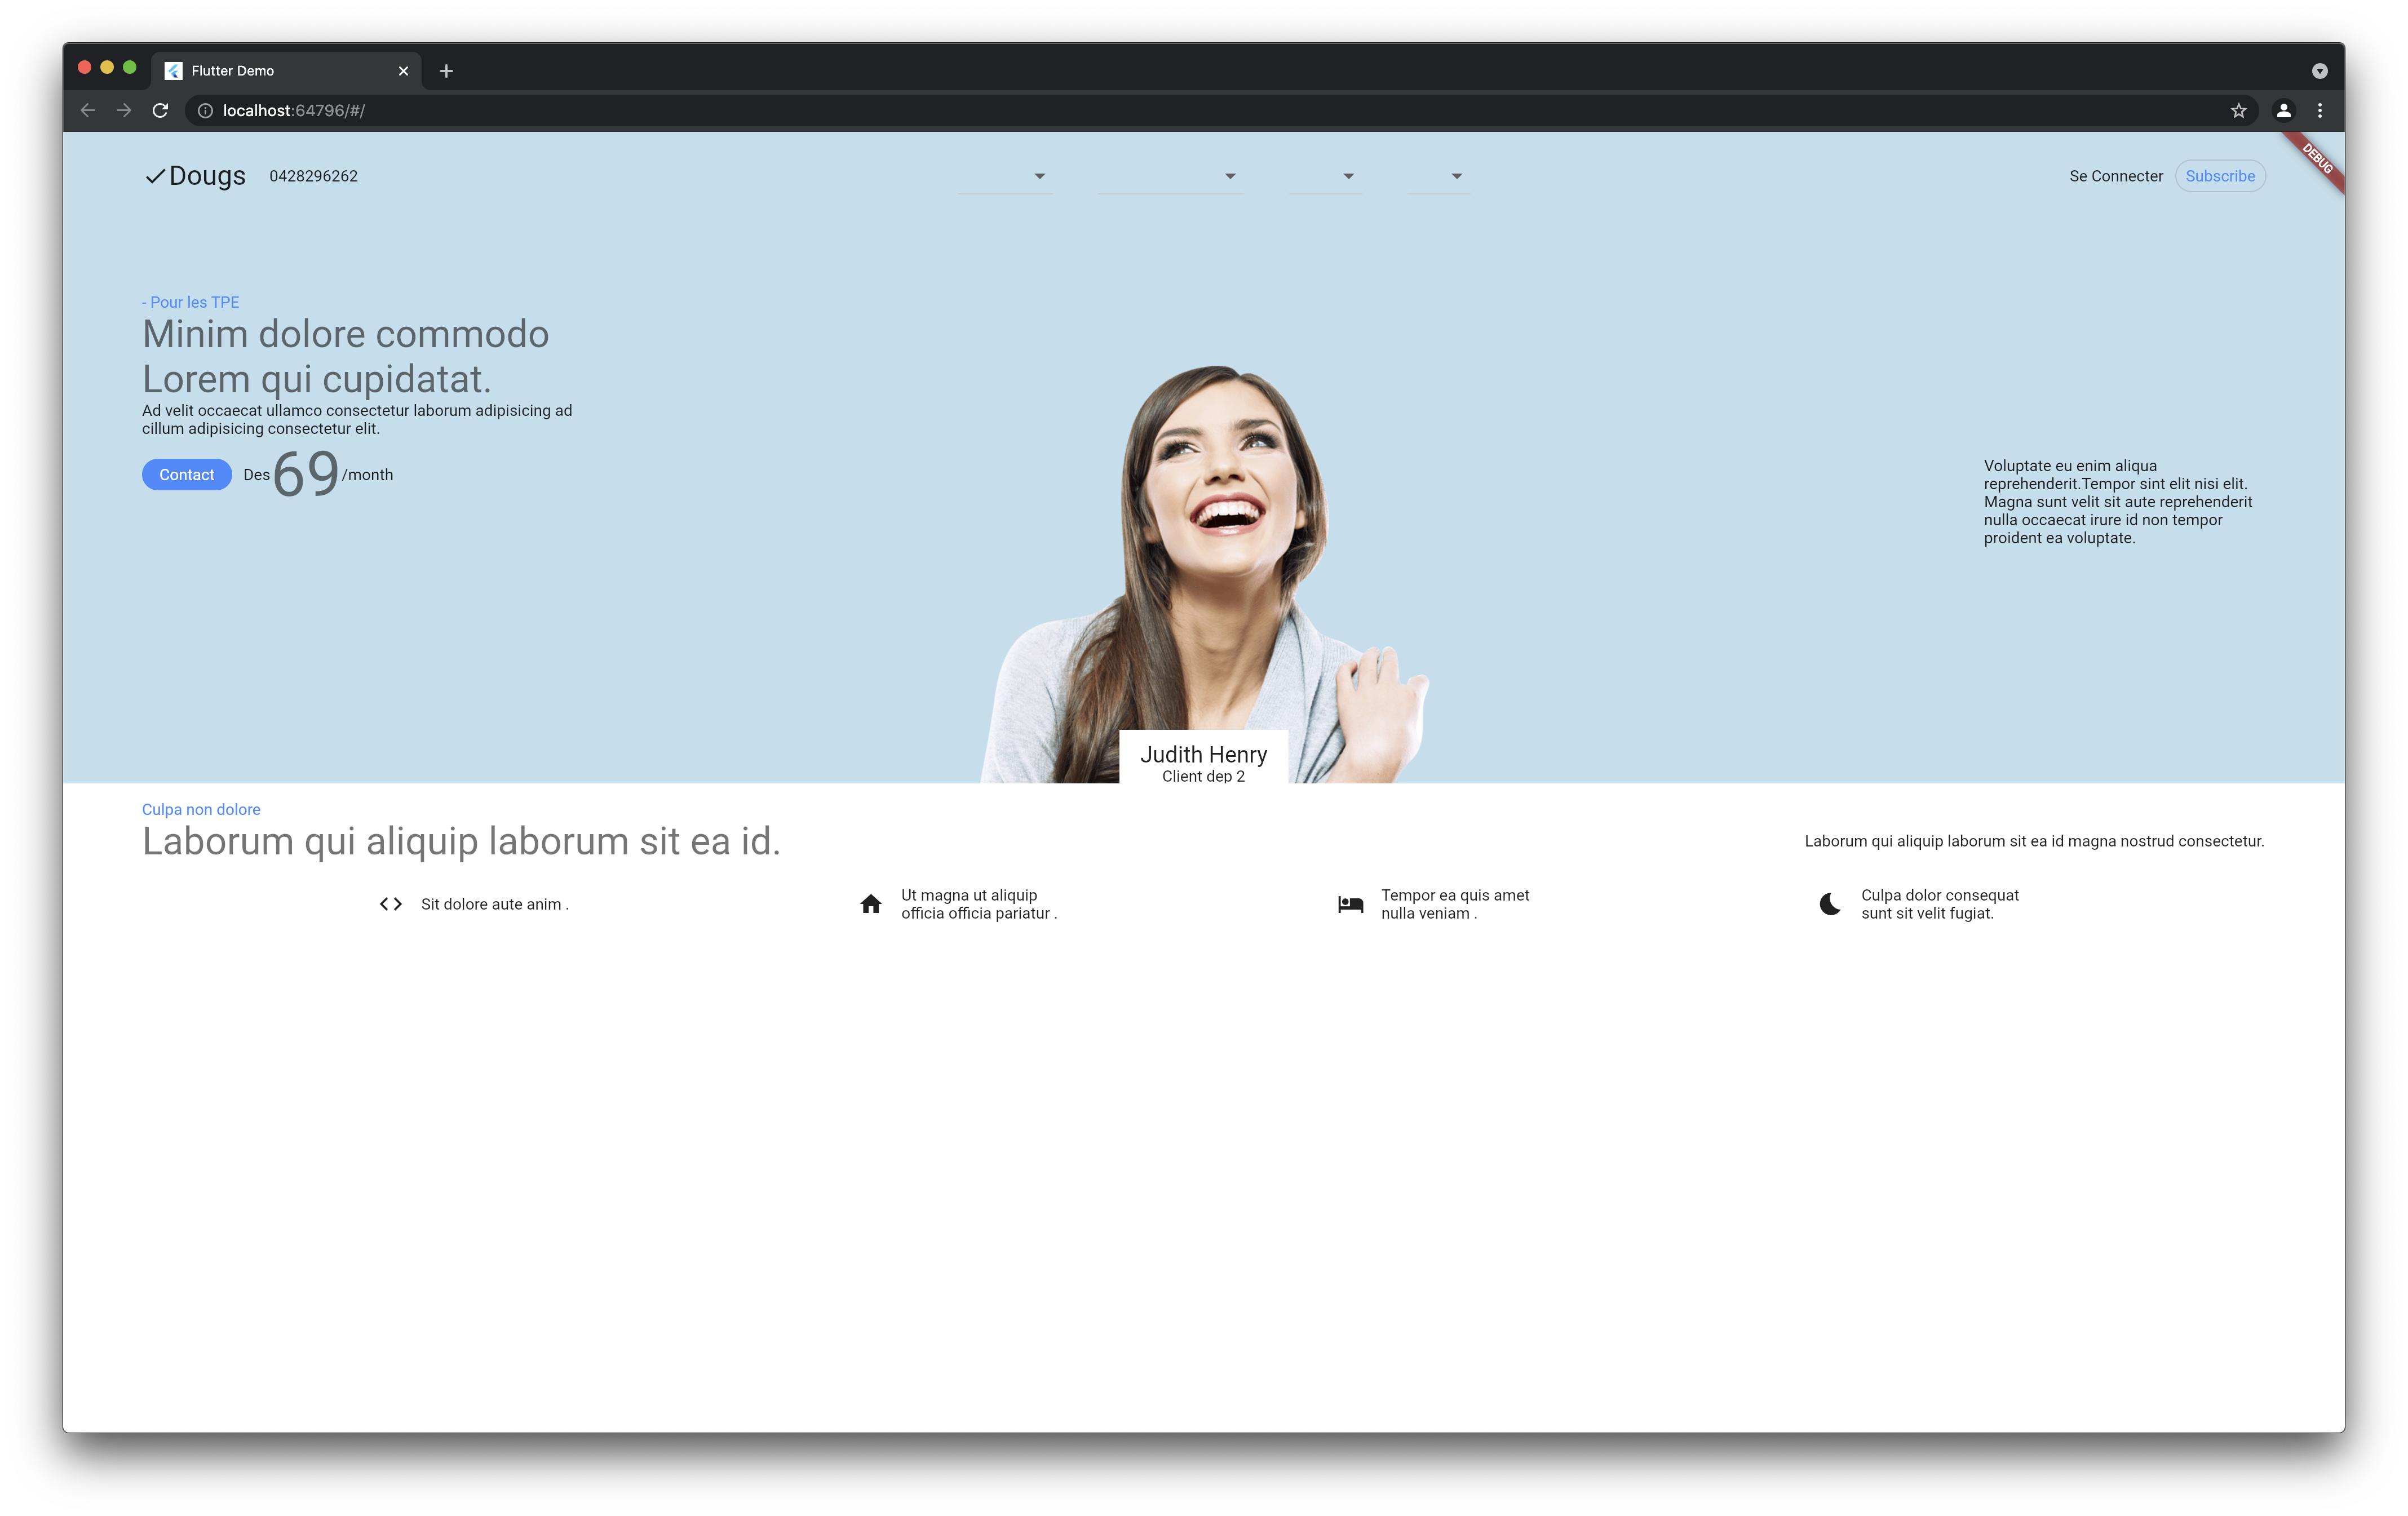 Flutter Demo
localhost:64796/#/
DEBUG
Dougs 0428296262
Se Connecter Subscribe
- Pour les TPE
Minim dolore commodo
Lorem qui cupidatat.
Ad velit occaecat ullamco consectetur laborum adipisicing ad
cillum adipisicing consectetur elit.
Contact Des 69 /month
Voluptate eu enim aliqua
reprehenderit.Tempor sint elit nisi elit.
Magna sunt velit sit aute reprehenderit
nulla occaecat irure id non tempor
proident ea voluptate.
Judith Henry
Client dep 2
Culpa non dolore
Laborum qui aliquip laborum sit ea id.
Laborum qui aliquip laborum sit ea id magna nostrud consectetur.
Sit dolore aute anim .
Ut magna ut aliquip
officia officia pariatur .
Tempor ea quis amet
nulla veniam .
Culpa dolor consequat
sunt sit velit fugiat.